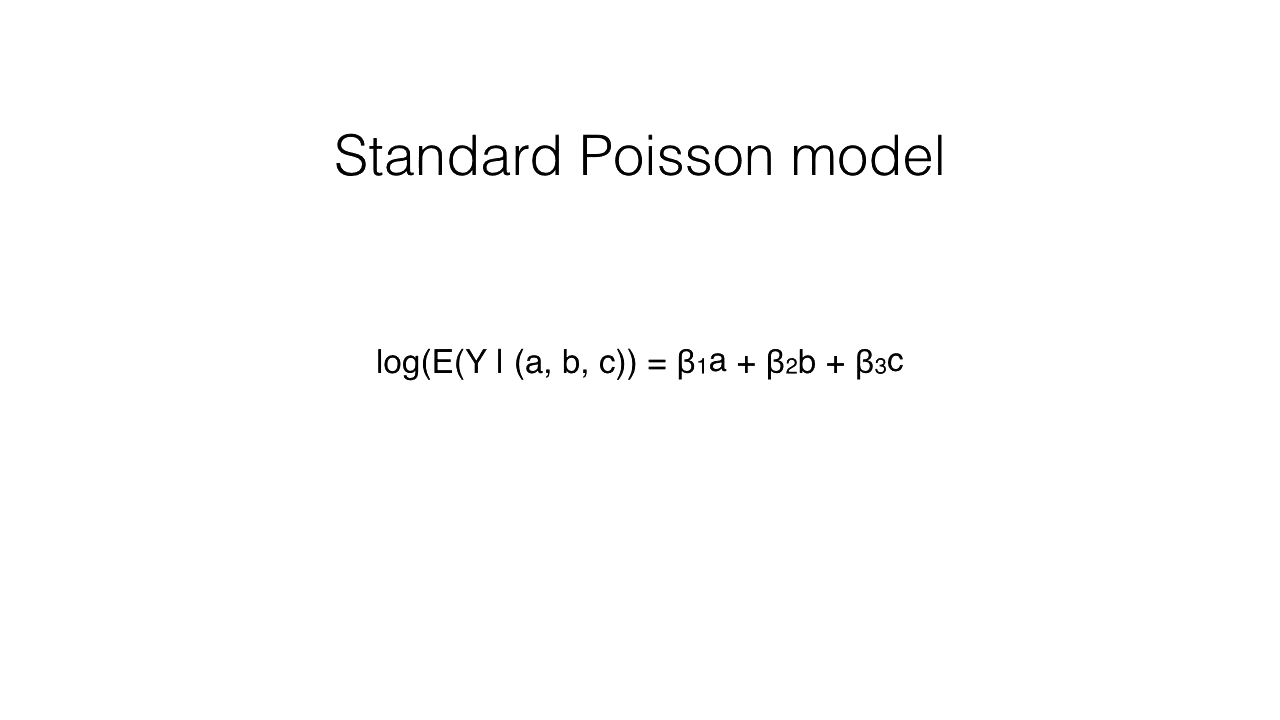 Standard Poisson model
log(E(Y | (a, b, c)) = β₁a + β₂b + β₃c